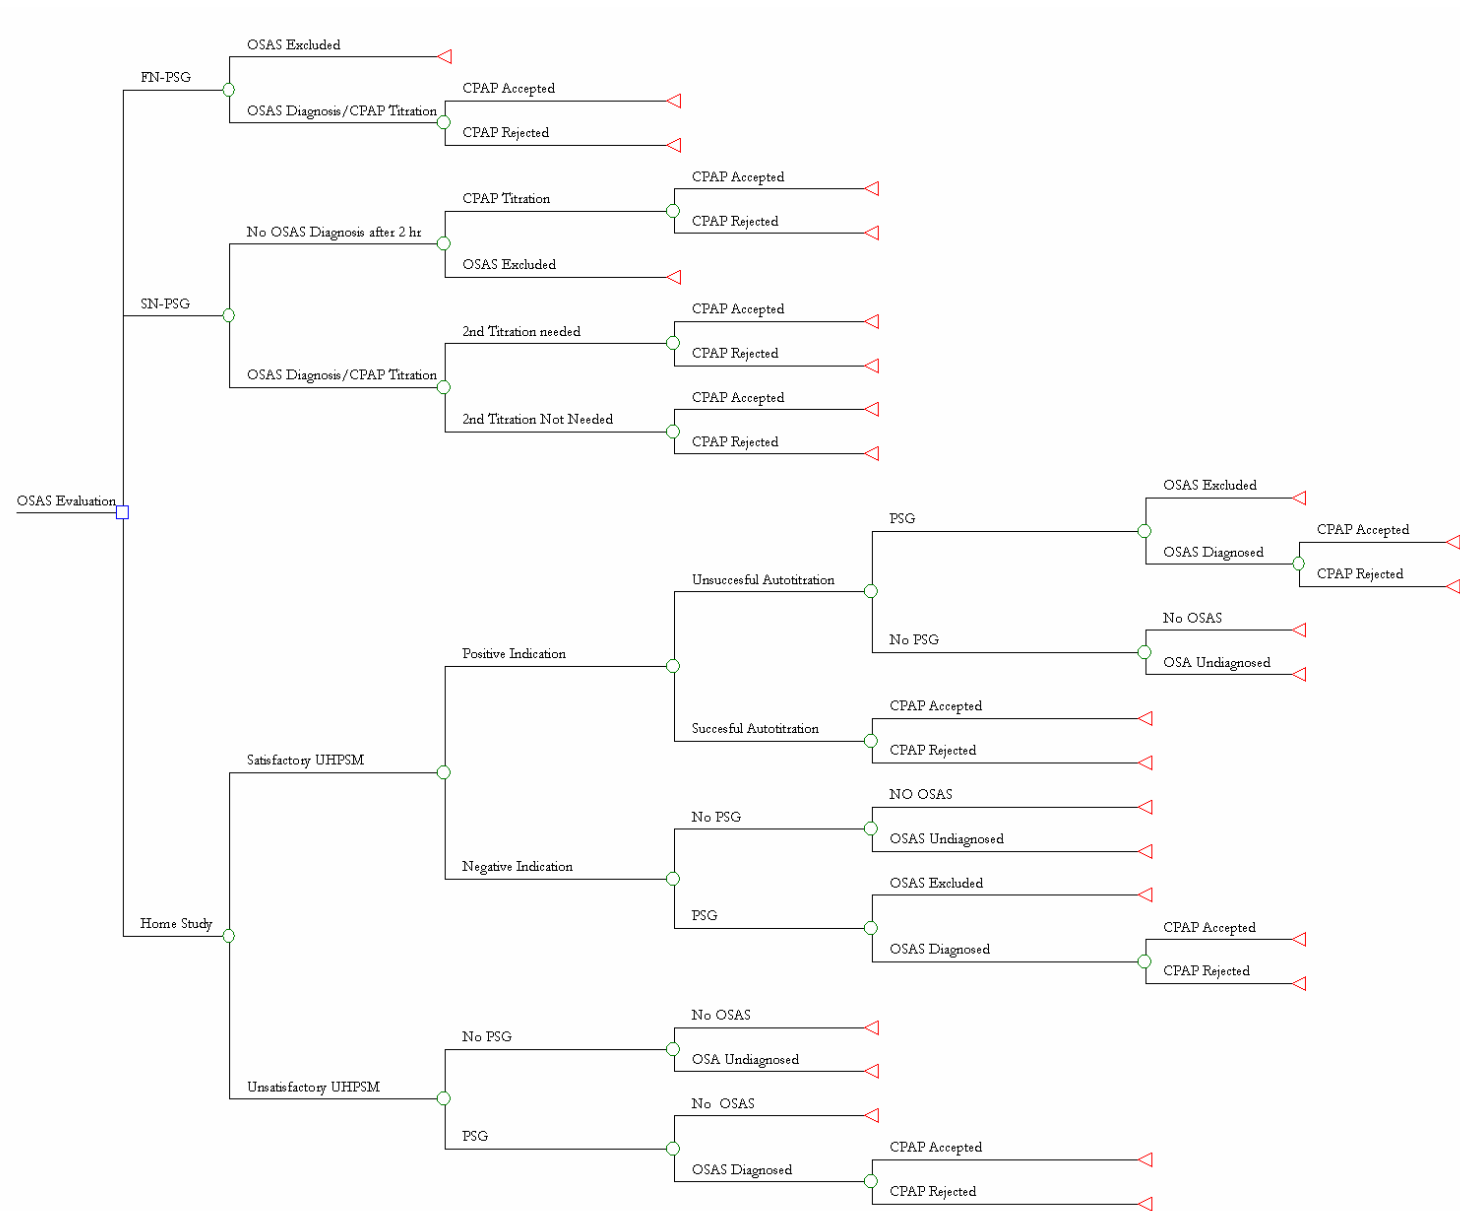 OSAS Excluded
FN-PSG
CPAP Accepted
OSAS Diagnosis/CPAP Titration
CPAP Rejected
CPAP Accepted
CPAP Titration
CPAP Rejected
No OSAS Diagnosis after 2 hr
OSAS Excluded
SN-PSG
CPAP Accepted
2nd Titration needed
CPAP Rejected
OSAS Diagnosis/CPAP Titration
CPAP Accepted
2nd Titration Not Needed
CPAP Rejected
OSAS Evaluation
OSAS Excluded
PSG
CPAP Accepted
OSAS Diagnosed
CPAP Rejected
Unsuccesful Autotitration
No OSAS
No PSG
OSA Undiagnosed
Positive Indication
CPAP Accepted
Succesful Autotitration
CPAP Rejected
Satisfactory UHPSM
NO OSAS
No PSG
OSAS Undiagnosed
Negative Indication
OSAS Excluded
PSG
CPAP Accepted
OSAS Diagnosed
CPAP Rejected
Home Study
No OSAS
No PSG
OSA Undiagnosed
Unsatisfactory UHPSM
No OSAS
PSG
CPAP Accepted
OSAS Diagnosed
CPAP Rejected